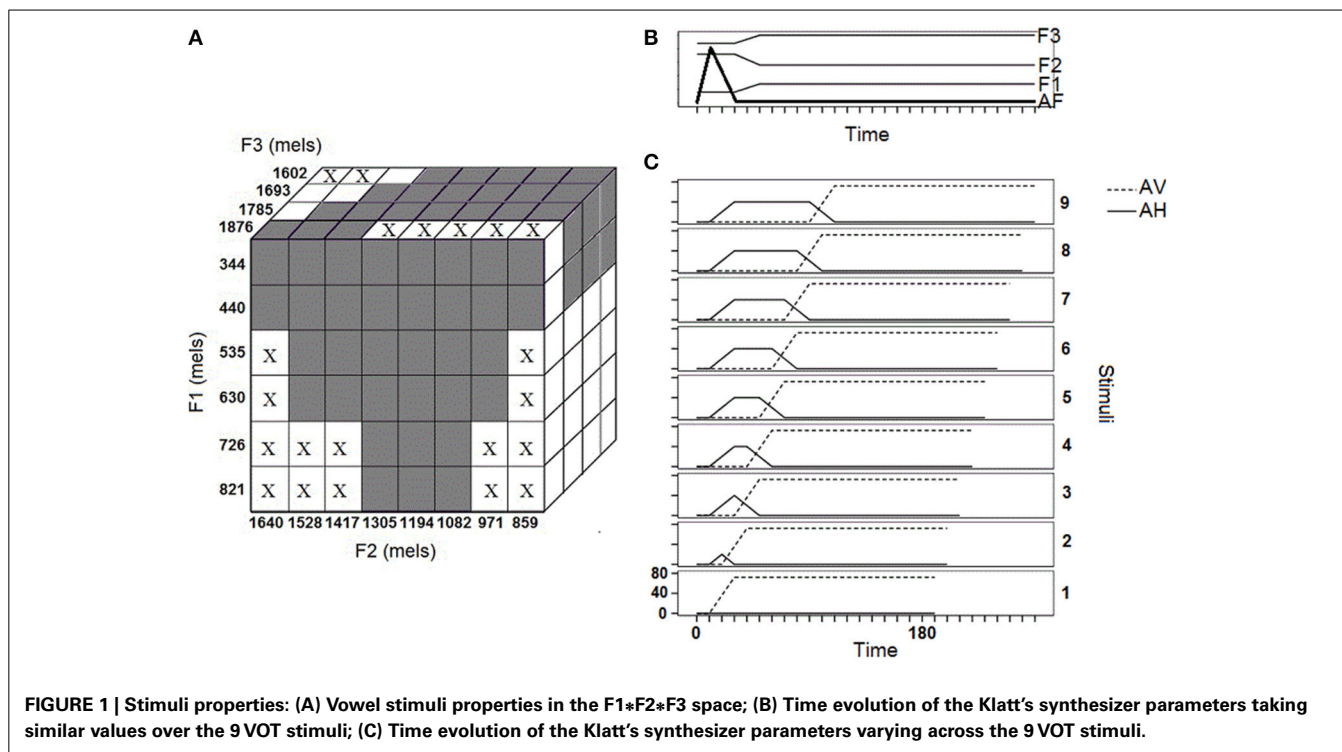 A
F3 (mels)
1602 X X
1693
1785
1876 X X X X X
344
440
535 X X
630 X X
726 X X X X X
821 X X X X X
1640 1528 1417 1305 1194 1082 971 859
F1 (mels)
F2 (mels)
B
F3
F2
F1
AF
Time
C
AV
AH
9
8
7
6
5
4
3
2
80
40
0
1
0 180
Time
Stimuli
FIGURE 1 | Stimuli properties: (A) Vowel stimuli properties in the F1∗F2∗F3 space; (B) Time evolution of the Klatt's synthesizer parameters taking
similar values over the 9 VOT stimuli; (C) Time evolution of the Klatt's synthesizer parameters varying across the 9 VOT stimuli.